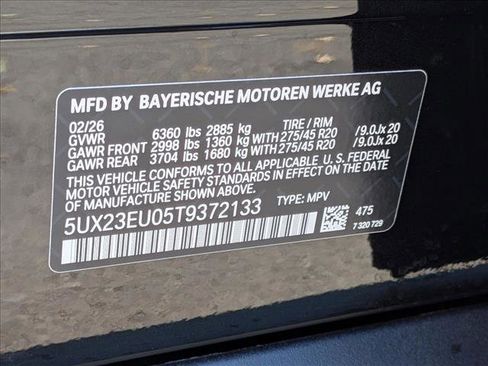 MFD BY BAYERISCHE MOTOREN WERKE AG
02/26 TIRE / RIM
GVWR 6360 lbs 2885 kg
GAWR FRONT 2998 lbs 1360 kg WITH 275/45 R20 /9.0Jx20
GAWR REAR 3704 lbs 1680 kg WITH 275/45 R20 /9.0Jx 20
THIS VEHICLE CONFORMS TO ALL APPLICABLE U.S. FEDERAL
MOTOR VEHICLE SAFETY STANDARDS IN EFFECT ON THE DATE
OF MANUFACTURE SHOWN ABOVE.
5UX23EU05T9372133 TYPE: MPV
475
7 320 729